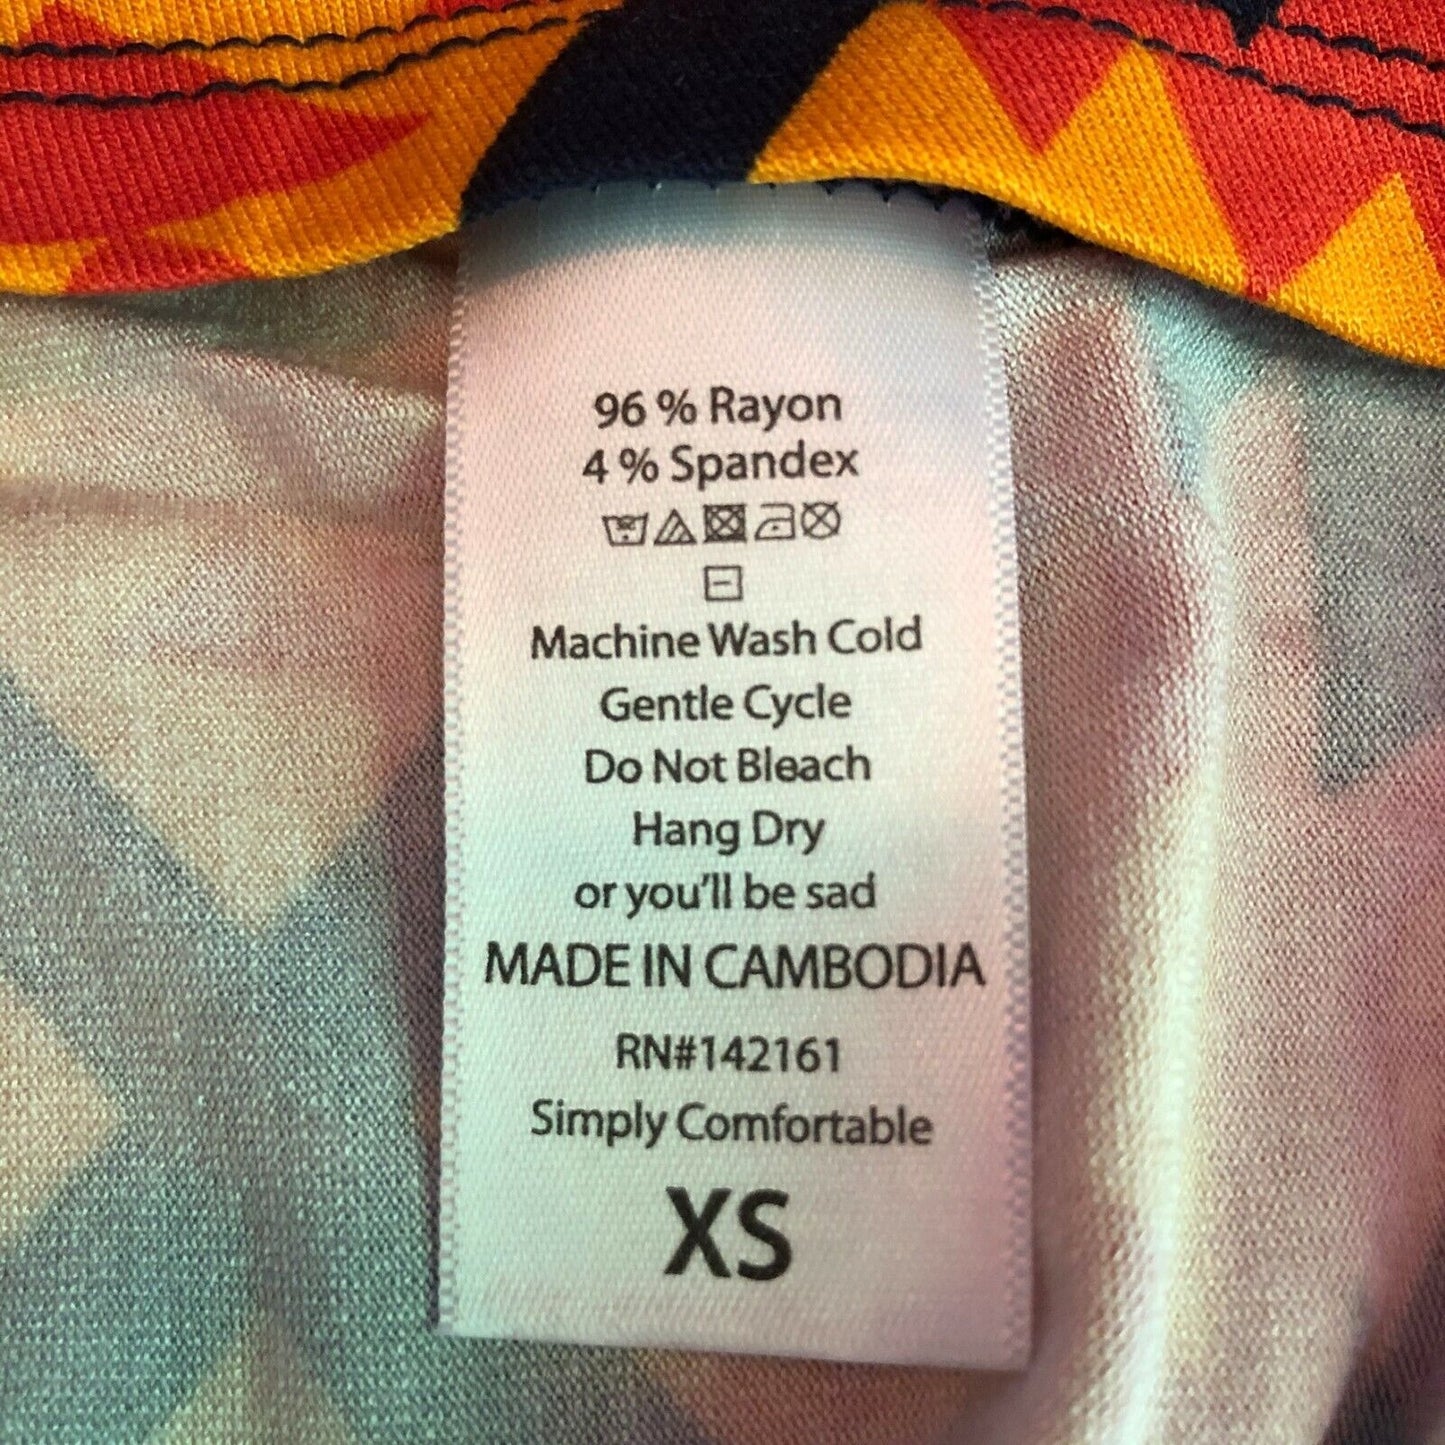 96 % Rayon
4 % Spandex
Machine Wash Cold
Gentle Cycle
Do Not Bleach
Hang Dry
or you'll be sad
MADE IN CAMBODIA
RN#142161
Simply Comfortable
XS